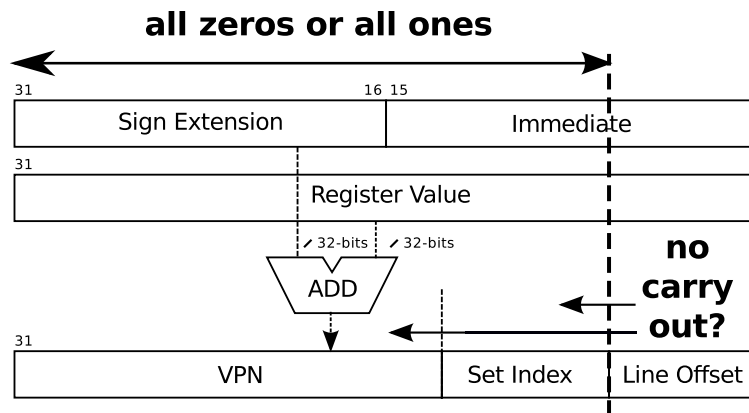 all zeros or all ones
31 16 15
Sign Extension Immediate
31
Register Value
32-bits 32-bits
ADD
no
carry
out?
31
VPN Set Index Line Offset